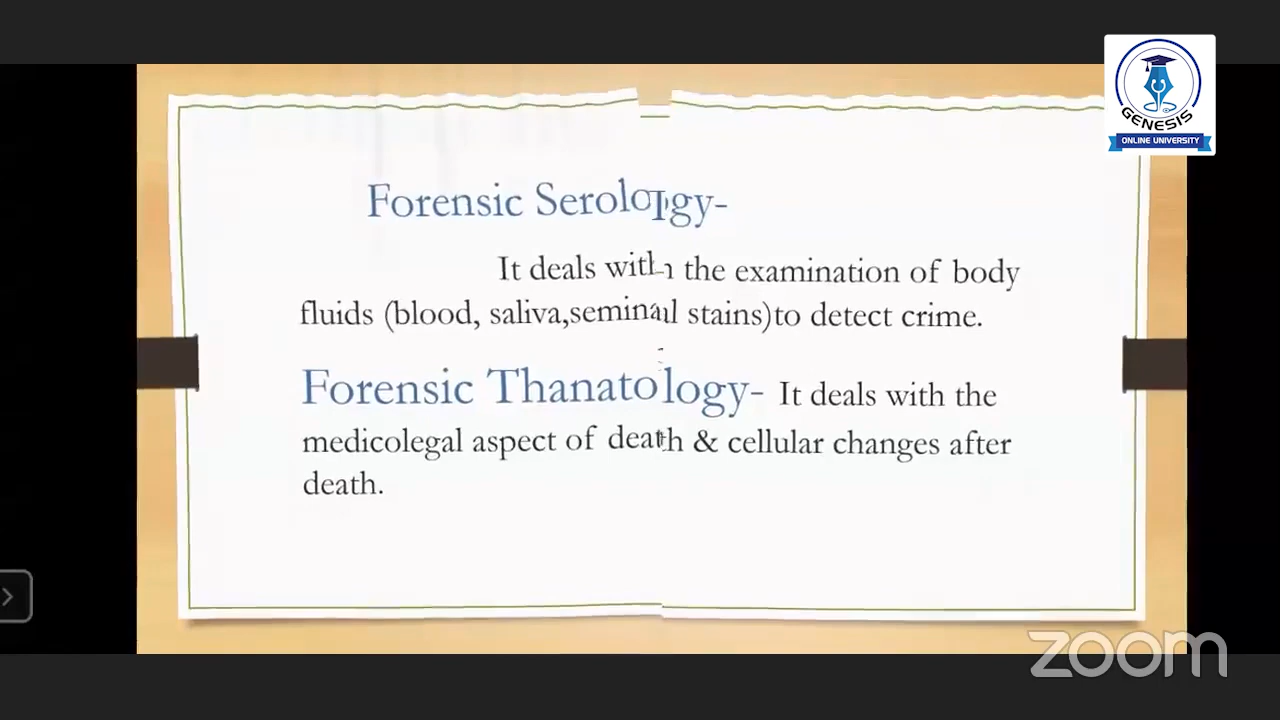 GENESIS
ONLINE UNIVERSITY
Forensic Serology-
It deals with the examination of body
fluids (blood, saliva,seminal stains)to detect crime.
Forensic Thanatology- It deals with the
medicolegal aspect of death & cellular changes after
death.
zoom